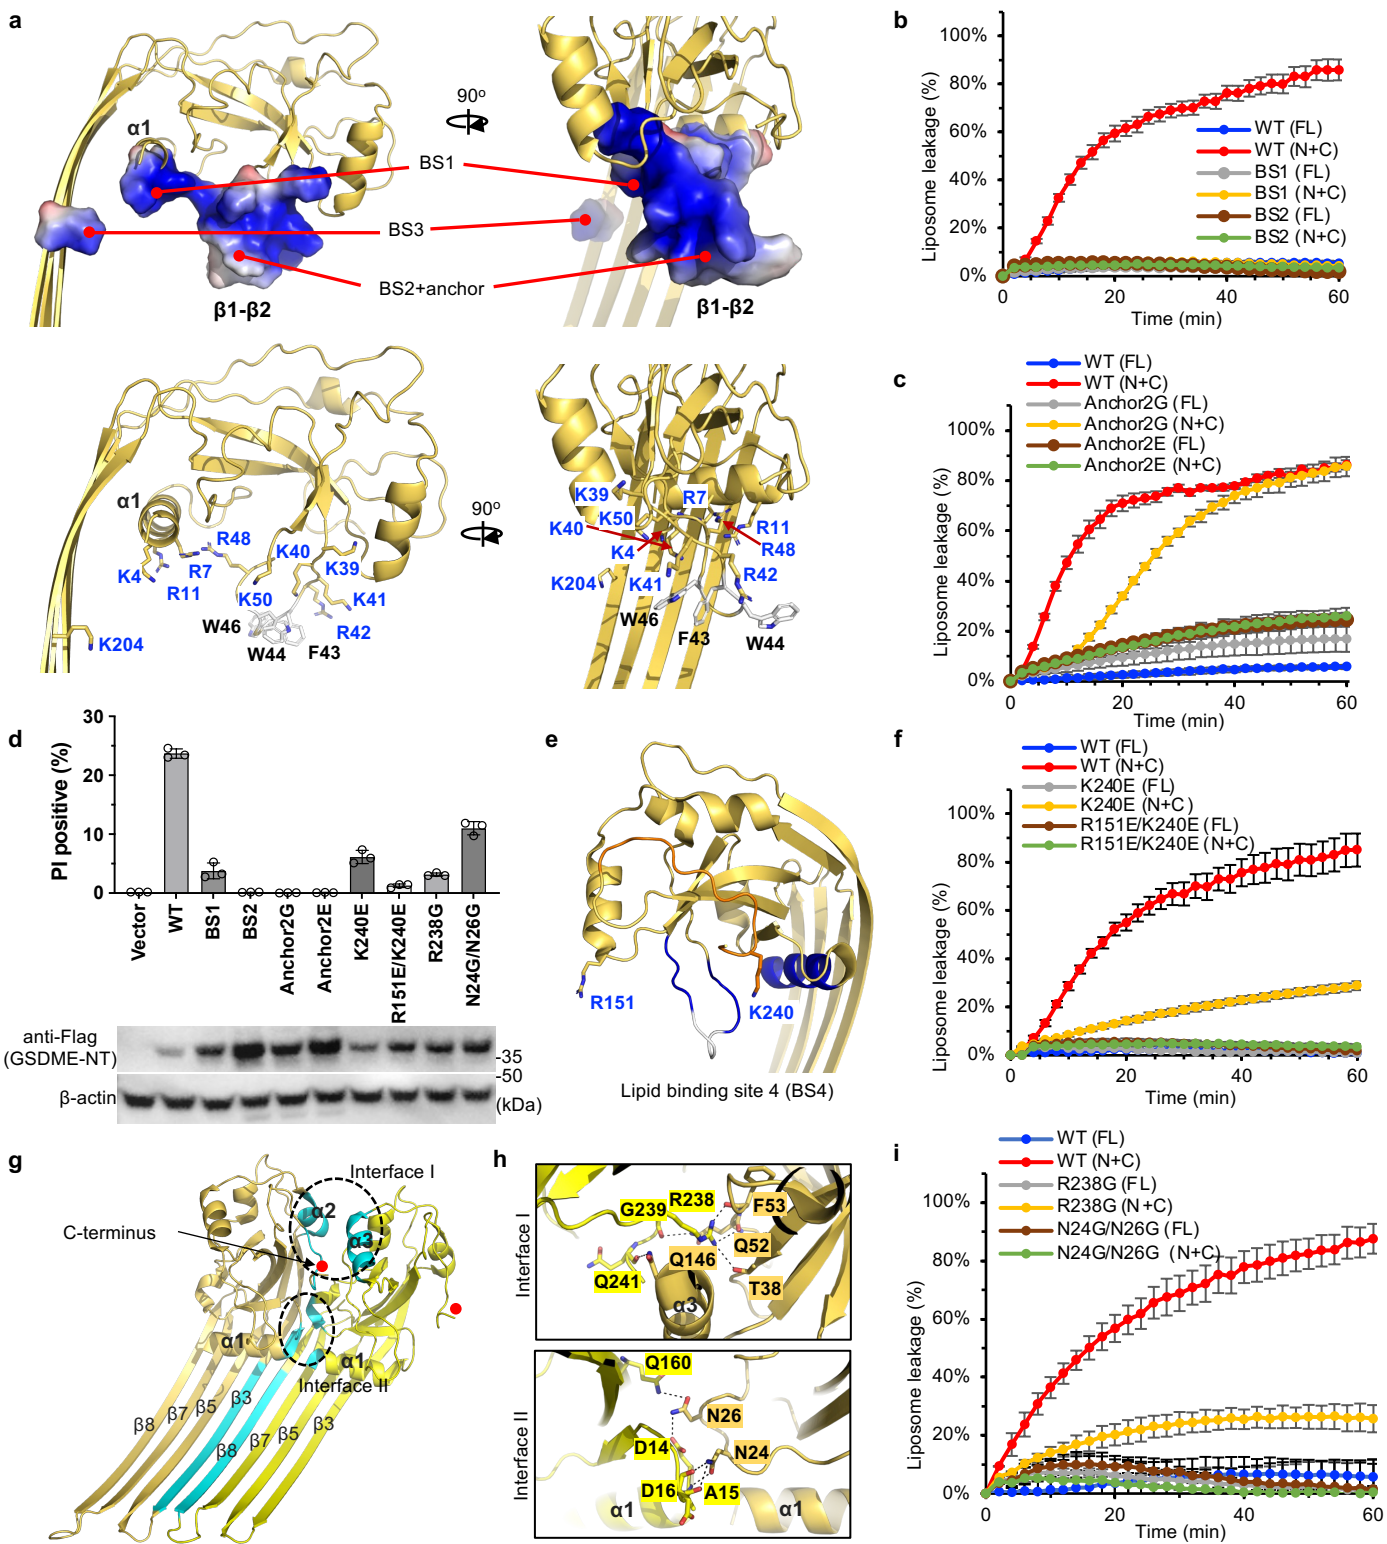 a
α1
90°
BS1
BS3
BS2+anchor
β1-β2
β1-β2
α1
K4
R11
R7
R48
K50
K40
K39
K41
R42
W46
W44
F43
K204
90°
K39
K50
K40
K4
R7
R11
R48
K204
K41
R42
W46
F43
W44
b
Liposome leakage (%)
100%
80%
60%
40%
20%
0%
WT (FL)
WT (N+C)
BS1 (FL)
BS1 (N+C)
BS2 (FL)
BS2 (N+C)
0
20
40
60
Time (min)
c
WT (FL)
WT (N+C)
Anchor2G (FL)
Anchor2G (N+C)
Anchor2E (FL)
Anchor2E (N+C)
Liposome leakage (%)
100%
80%
60%
40%
20%
0%
0
20
40
60
Time (min)
d
PI positive (%)
30
20
10
0
Vector
WT
BS1
BS2
Anchor2G
Anchor2E
K240E
R151E/K240E
R238G
N24G/N26G
anti-Flag
(GSDME-NT)
β-actin
-35
-50
(kDa)
e
R151
K240
Lipid binding site 4 (BS4)
f
WT (FL)
WT (N+C)
K240E (FL)
K240E (N+C)
R151E/K240E (FL)
R151E/K240E (N+C)
Liposome leakage (%)
100%
80%
60%
40%
20%
0%
0
20
40
60
Time (min)
g
Interface I
C-terminus
α2
α3
α1
α1
Interface II
β8
β7
β5
β3
β8
β7
β5
β3
h
Interface I
G239
R238
F53
Q52
Q146
Q241
T38
α3
Interface II
Q160
N26
D14
N24
D16
A15
α1
α1
i
WT (FL)
WT (N+C)
R238G (FL)
R238G (N+C)
N24G/N26G (FL)
N24G/N26G (N+C)
Liposome leakage (%)
100%
80%
60%
40%
20%
0%
0
20
40
60
Time (min)